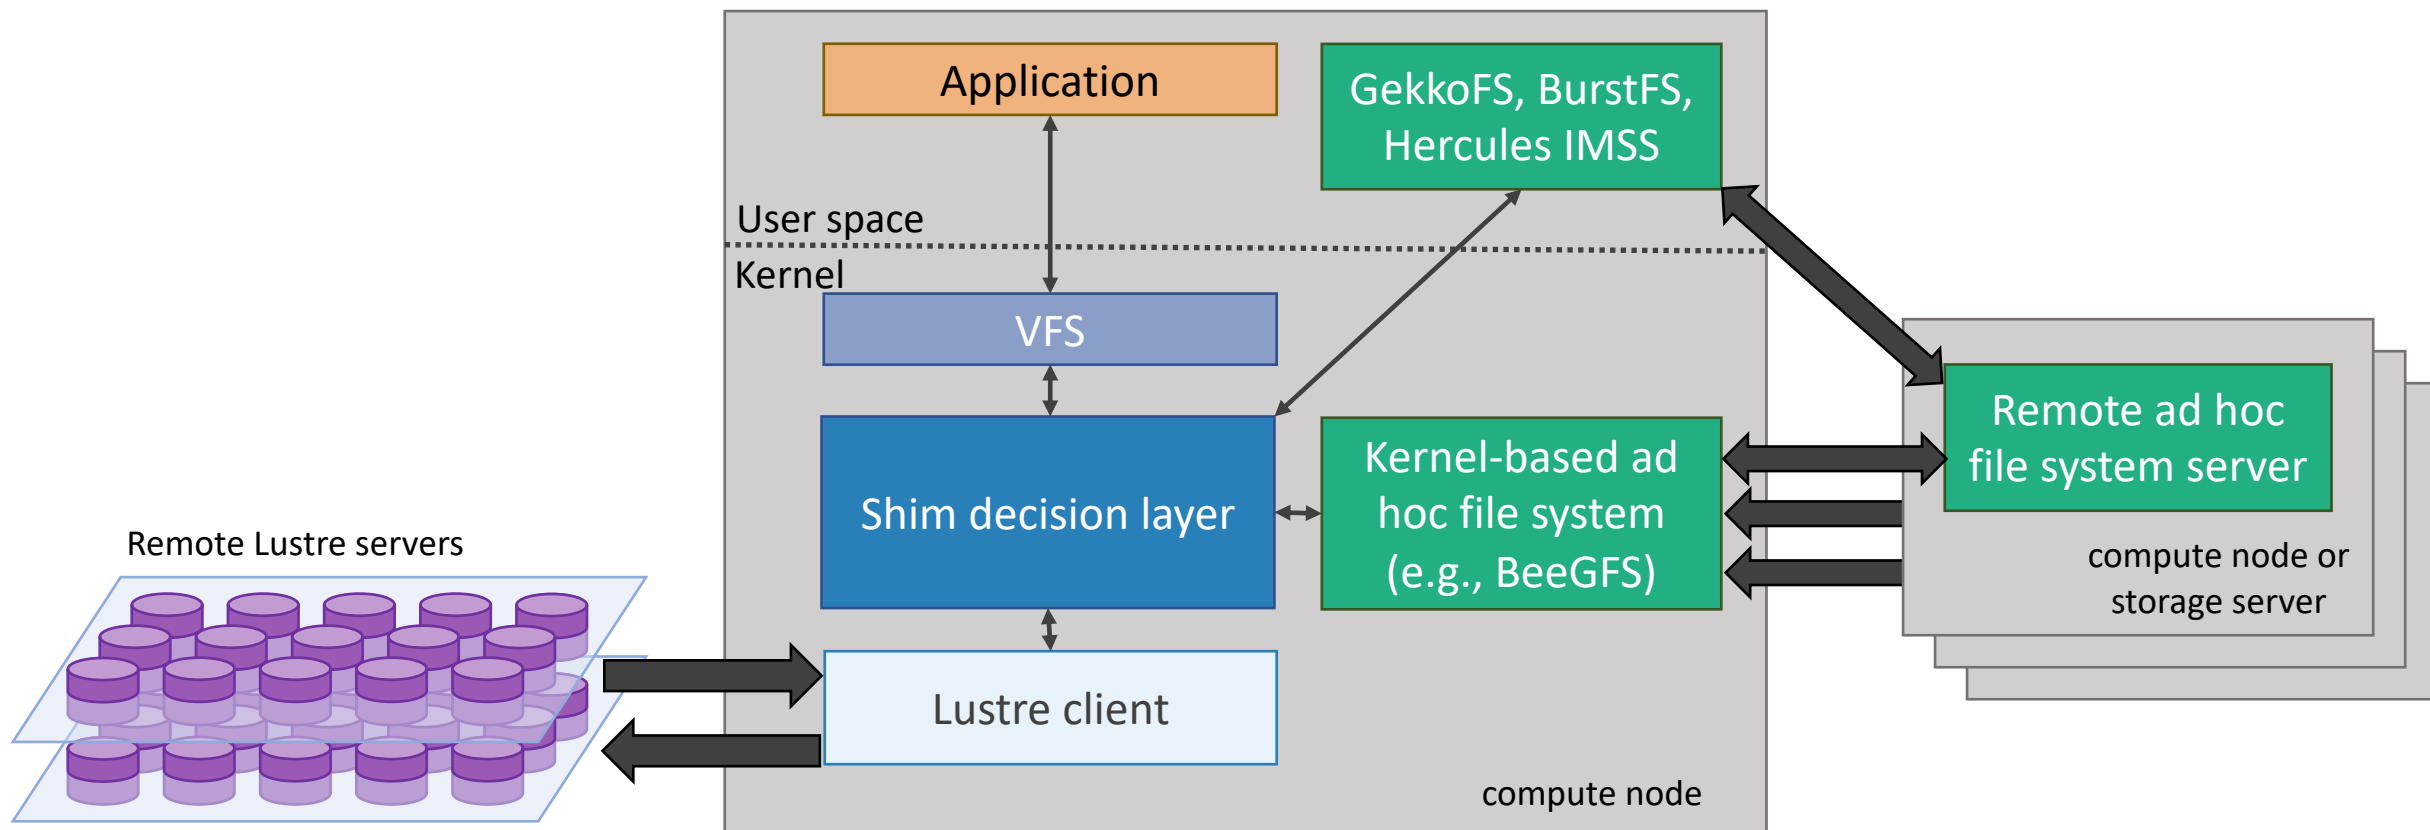 Application
GekkoFS, BurstFS,
Hercules IMSS
User space
Kernel
VFS
Shim decision layer
Kernel-based ad
hoc file system
(e.g., BeeGFS)
Remote ad hoc
file system server
compute node or
storage server
Remote Lustre servers
Lustre client
compute node